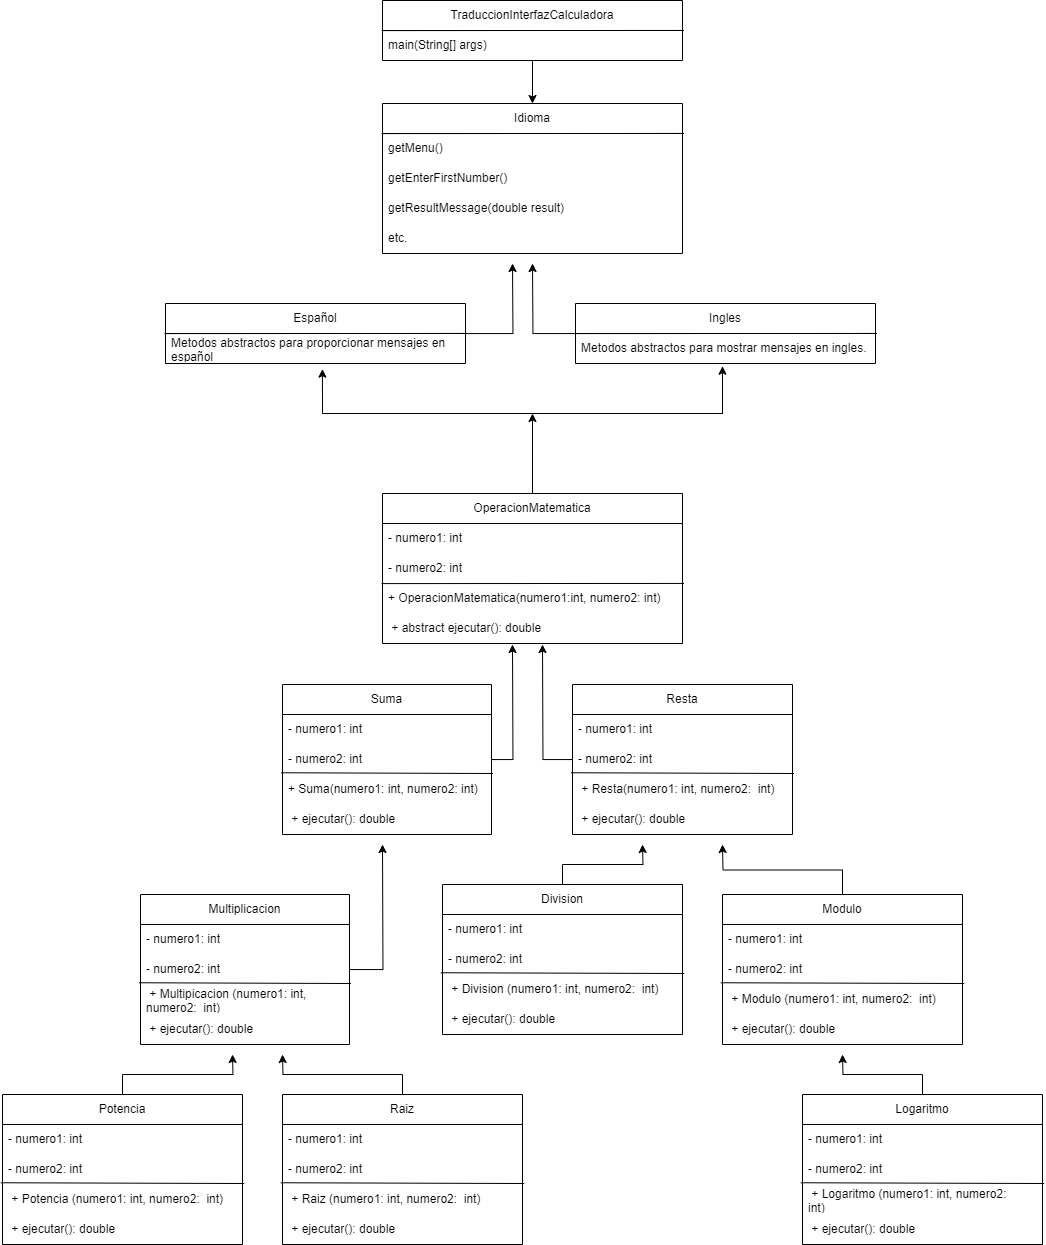 TraduccionInterfazCalculadora
main(String[] args)
Idioma
getMenu()
getEnterFirstNumber()
getResultMessage(double result)
etc.
Español
Metodos abstractos para proporcionar mensajes en
español
Ingles
Metodos abstractos para mostrar mensajes en ingles.
OperacionMatematica
- numero1: int
- numero2: int
+ OperacionMatematica(numero1:int, numero2: int)
+ abstract ejecutar(): double
Suma
- numero1: int
- numero2: int
+ Suma(numero1: int, numero2: int)
+ ejecutar(): double
Resta
- numero1: int
- numero2: int
+ Resta(numero1: int, numero2: int)
+ ejecutar(): double
Multiplicacion
- numero1: int
- numero2: int
+ Multipicacion (numero1: int,
numero2: int)
+ ejecutar(): double
Division
- numero1: int
- numero2: int
+ Division (numero1: int, numero2: int)
+ ejecutar(): double
Modulo
- numero1: int
- numero2: int
+ Modulo (numero1: int, numero2: int)
+ ejecutar(): double
Potencia
- numero1: int
- numero2: int
+ Potencia (numero1: int, numero2: int)
+ ejecutar(): double
Raiz
- numero1: int
- numero2: int
+ Raiz (numero1: int, numero2: int)
+ ejecutar(): double
Logaritmo
- numero1: int
- numero2: int
+ Logaritmo (numero1: int, numero2:
int)
+ ejecutar(): double